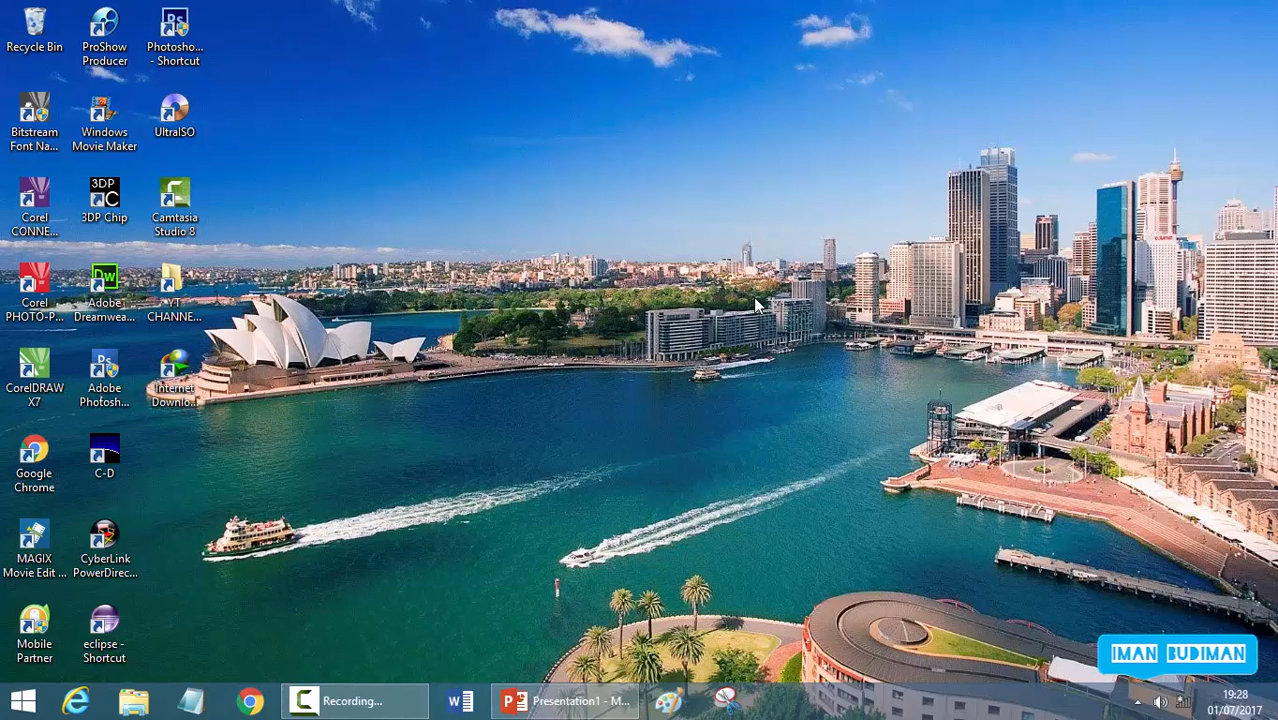 Recycle Bin
ProShow
Producer
Ps
Photosho...
- Shortcut
Bitstream
Font Na...
Windows
Movie Maker
UltraISO
Corel
CONNE...
3DP
C
3DP Chip
Camtasia
Studio 8
Corel
PHOTO-P...
Dw
Adobe
Dreamwea...
YT
CHANNE...
CorelDRAW
X7
Ps
Adobe
Photosh...
Internet
Downlo...
Google
Chrome
C-D
MAGIX
Movie Edit ...
CyberLink
PowerDirec...
Mobile
Partner
eclipse -
Shortcut
IMAN BUDIMAN
Recording...
Presentation1 - M...
19:28
01/07/2017